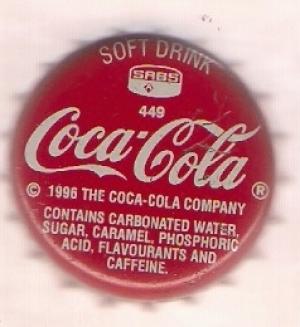 SOFT DRINK
SABS
449
Coca-Cola ®
© 1996 THE COCA-COLA COMPANY
CONTAINS CARBONATED WATER,
SUGAR, CARAMEL, PHOSPHORIC
ACID, FLAVOURANTS AND
CAFFEINE.